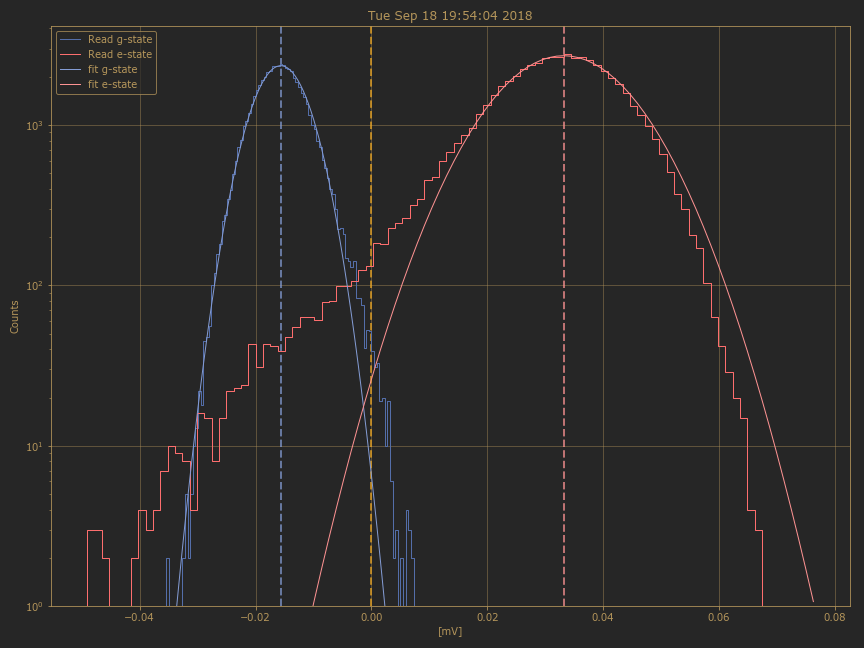 Tue Sep 18 19:54:04 2018
Read g-state
Read e-state
fit g-state
fit e-state
Counts
10³
10²
10¹
10⁰
−0.04 −0.02 0.00 0.02 0.04 0.06 0.08
[mV]